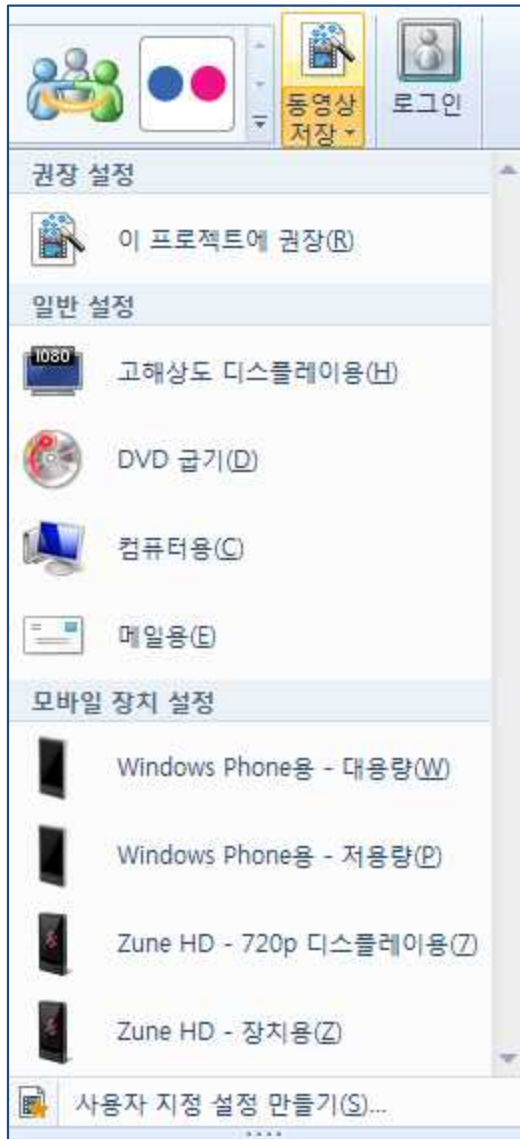 동영상
저장
로그인
권장 설정
이 프로젝트에 권장(R)
일반 설정
1080
고해상도 디스플레이용(H)
DVD 굽기(D)
컴퓨터용(C)
메일용(E)
모바일 장치 설정
Windows Phone용 - 대용량(W)
Windows Phone용 - 저용량(P)
Zune HD - 720p 디스플레이용(7)
Zune HD - 장치용(Z)
사용자 지정 설정 만들기(S)...